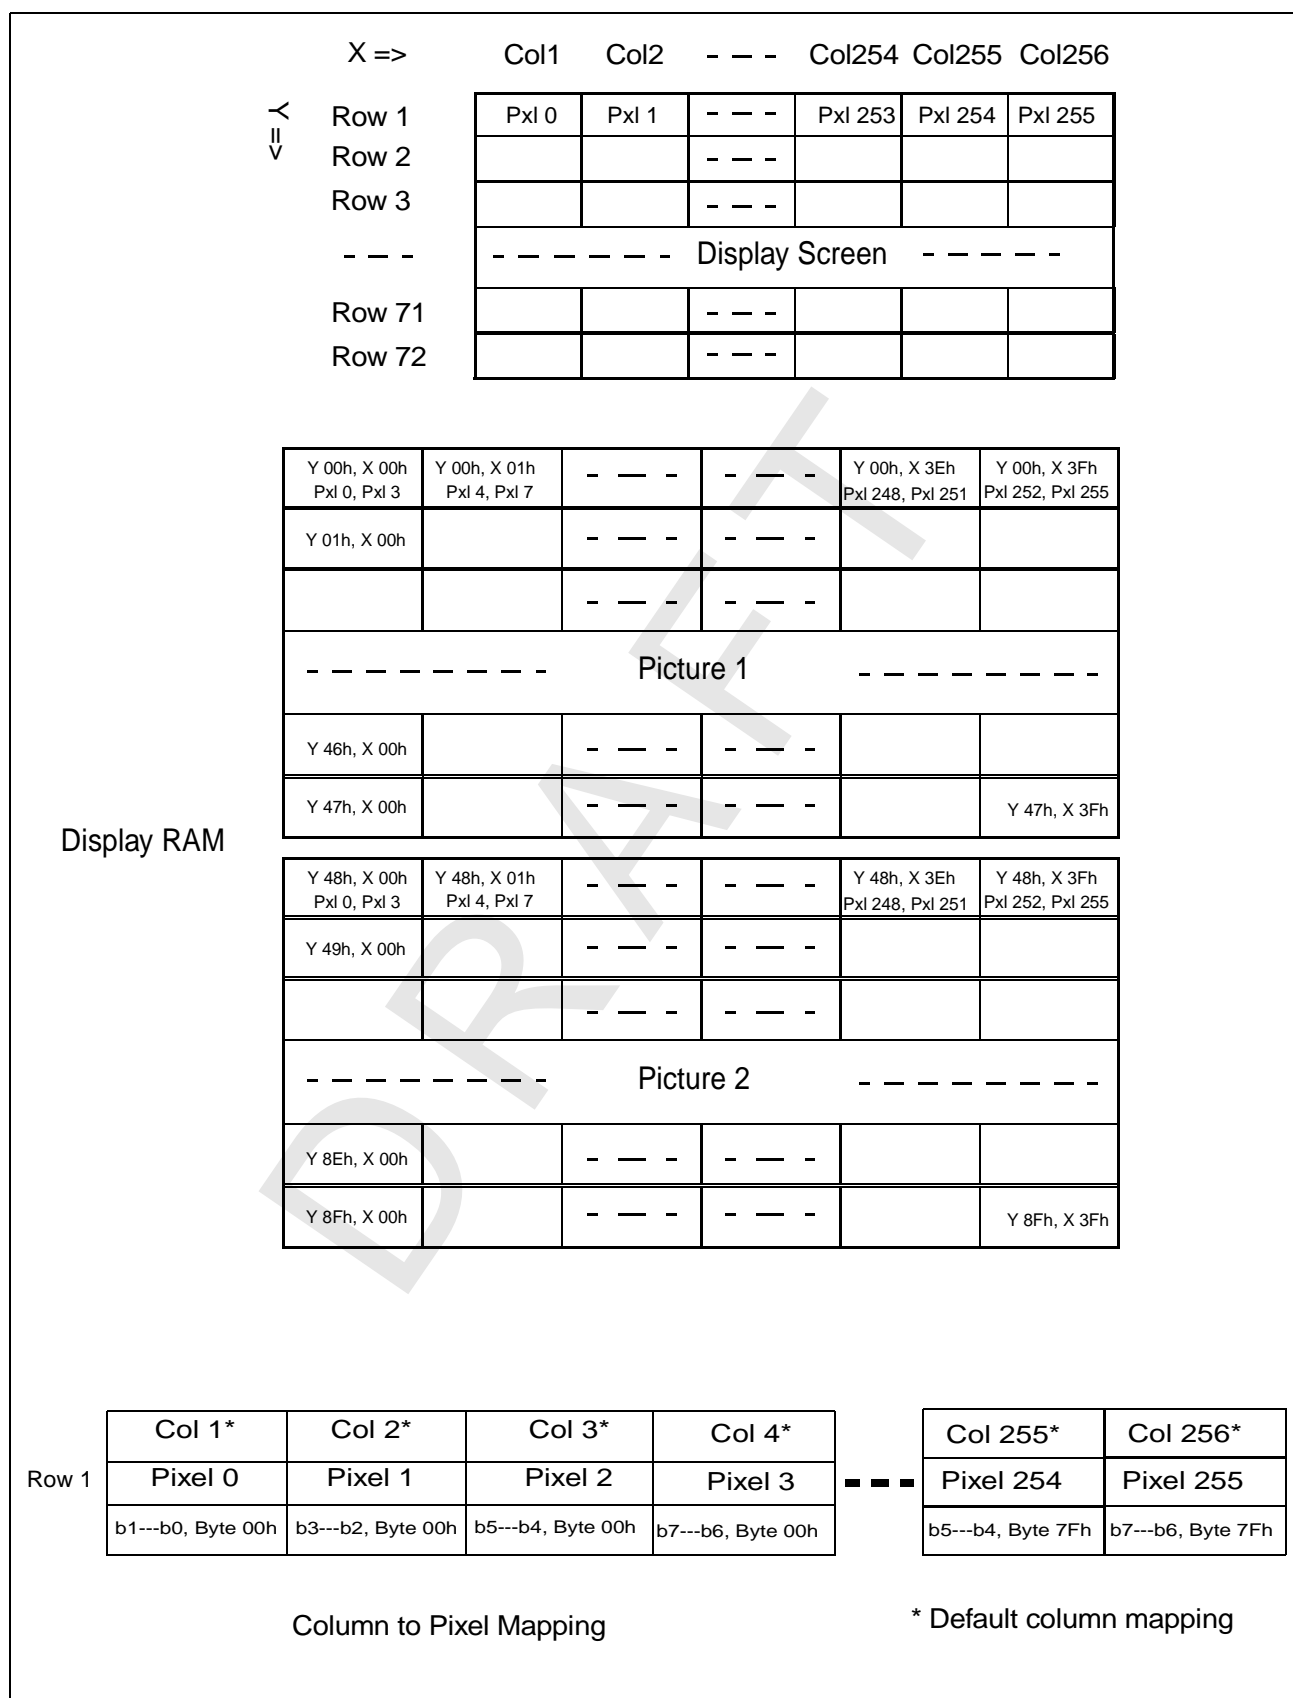 X => Col1 Col2 - — - Col254 Col255 Col256
Y =>
Row 1 Pxl 0 Pxl 1 - — - Pxl 253 Pxl 254 Pxl 255
Row 2 - — -
Row 3 - — -
- — - - — — — — — - Display Screen - — — — — -
Row 71 - — -
Row 72 - — -
Y 00h, X 00h Y 00h, X 01h - — - - — - Y 00h, X 3Eh Y 00h, X 3Fh
Pxl 0, Pxl 3 Pxl 4, Pxl 7 Pxl 248, Pxl 251 Pxl 252, Pxl 255
Y 01h, X 00h - — - - — -
- — - - — -
- — — — — — — — - Picture 1 - — — — — — — — -
Y 46h, X 00h - — - - — -
Y 47h, X 00h - — - - — - Y 47h, X 3Fh
Display RAM
Y 48h, X 00h Y 48h, X 01h - — - - — - Y 48h, X 3Eh Y 48h, X 3Fh
Pxl 0, Pxl 3 Pxl 4, Pxl 7 Pxl 248, Pxl 251 Pxl 252, Pxl 255
Y 49h, X 00h - — - - — -
- — - - — -
- — — — — — — — - Picture 2 - — — — — — — — -
Y 8Eh, X 00h - — - - — -
Y 8Fh, X 00h - — - - — - Y 8Fh, X 3Fh
DRAFT
Col 1* Col 2* Col 3* Col 4* Col 255* Col 256*
Row 1 Pixel 0 Pixel 1 Pixel 2 Pixel 3 - - - Pixel 254 Pixel 255
b1---b0, Byte 00h b3---b2, Byte 00h b5---b4, Byte 00h b7---b6, Byte 00h b5---b4, Byte 7Fh b7---b6, Byte 7Fh
Column to Pixel Mapping * Default column mapping